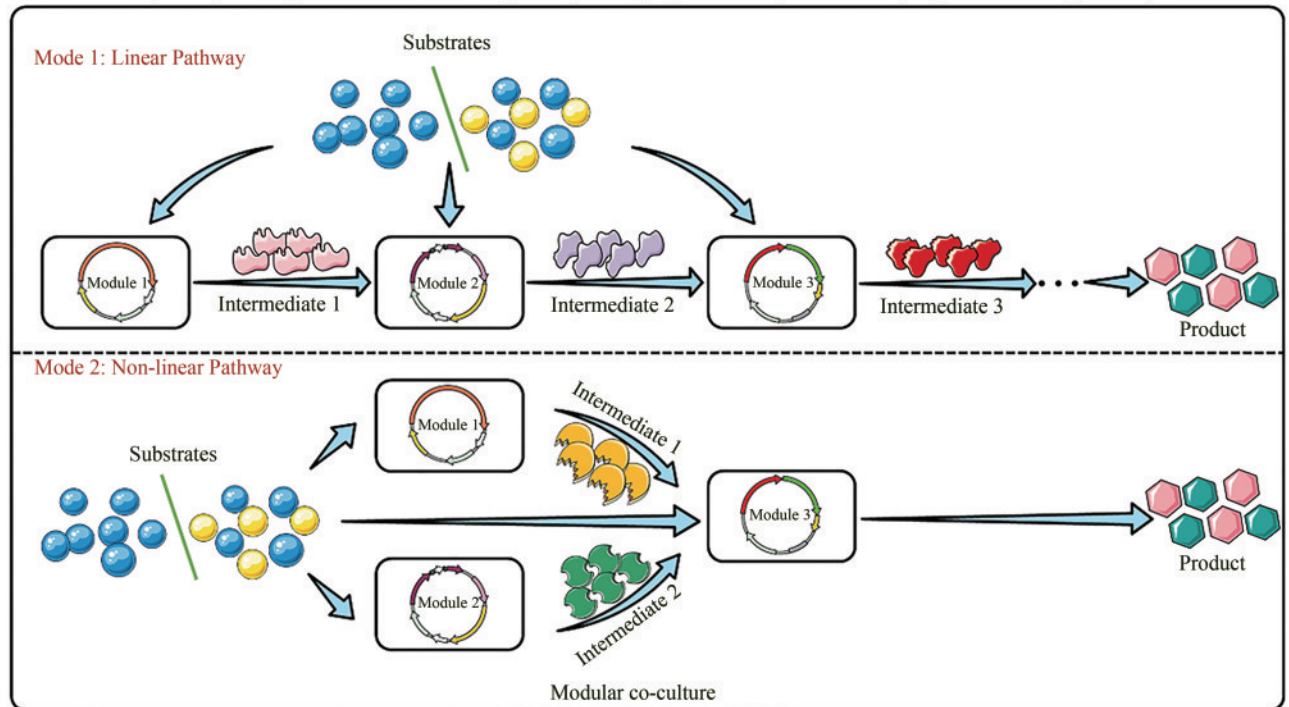 Mode 1: Linear Pathway
Substrates
Module 1
Intermediate 1
Module 2
Intermediate 2
Module 3
Intermediate 3
Product
Mode 2: Non-linear Pathway
Substrates
Module 1
Intermediate 1
Module 2
Intermediate 2
Module 3
Product
Modular co-culture